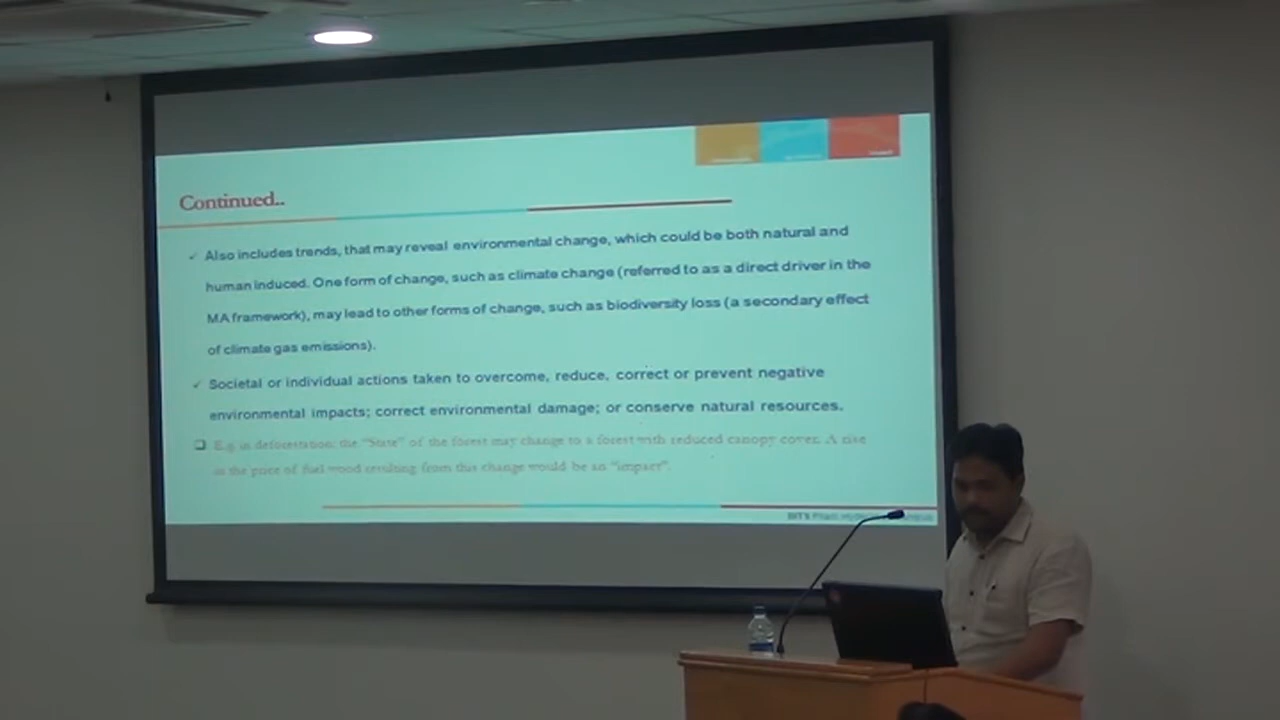 Continued..
✓ Also includes trends, that may reveal environmental change, which could be both natural and
human induced. One form of change, such as climate change (referred to as a direct driver in the
MA framework), may lead to other forms of change, such as biodiversity loss (a secondary effect
of climate gas emissions).
✓ Societal or individual actions taken to overcome, reduce, correct or prevent negative
environmental impacts; correct environmental damage; or conserve natural resources.
❑ E.g. in deforestation: the "State" of the forest may change to a forest with reduced canopy cover. A rise
in the price of fuel wood resulting from this change would be an "impact".
BITS Pilani